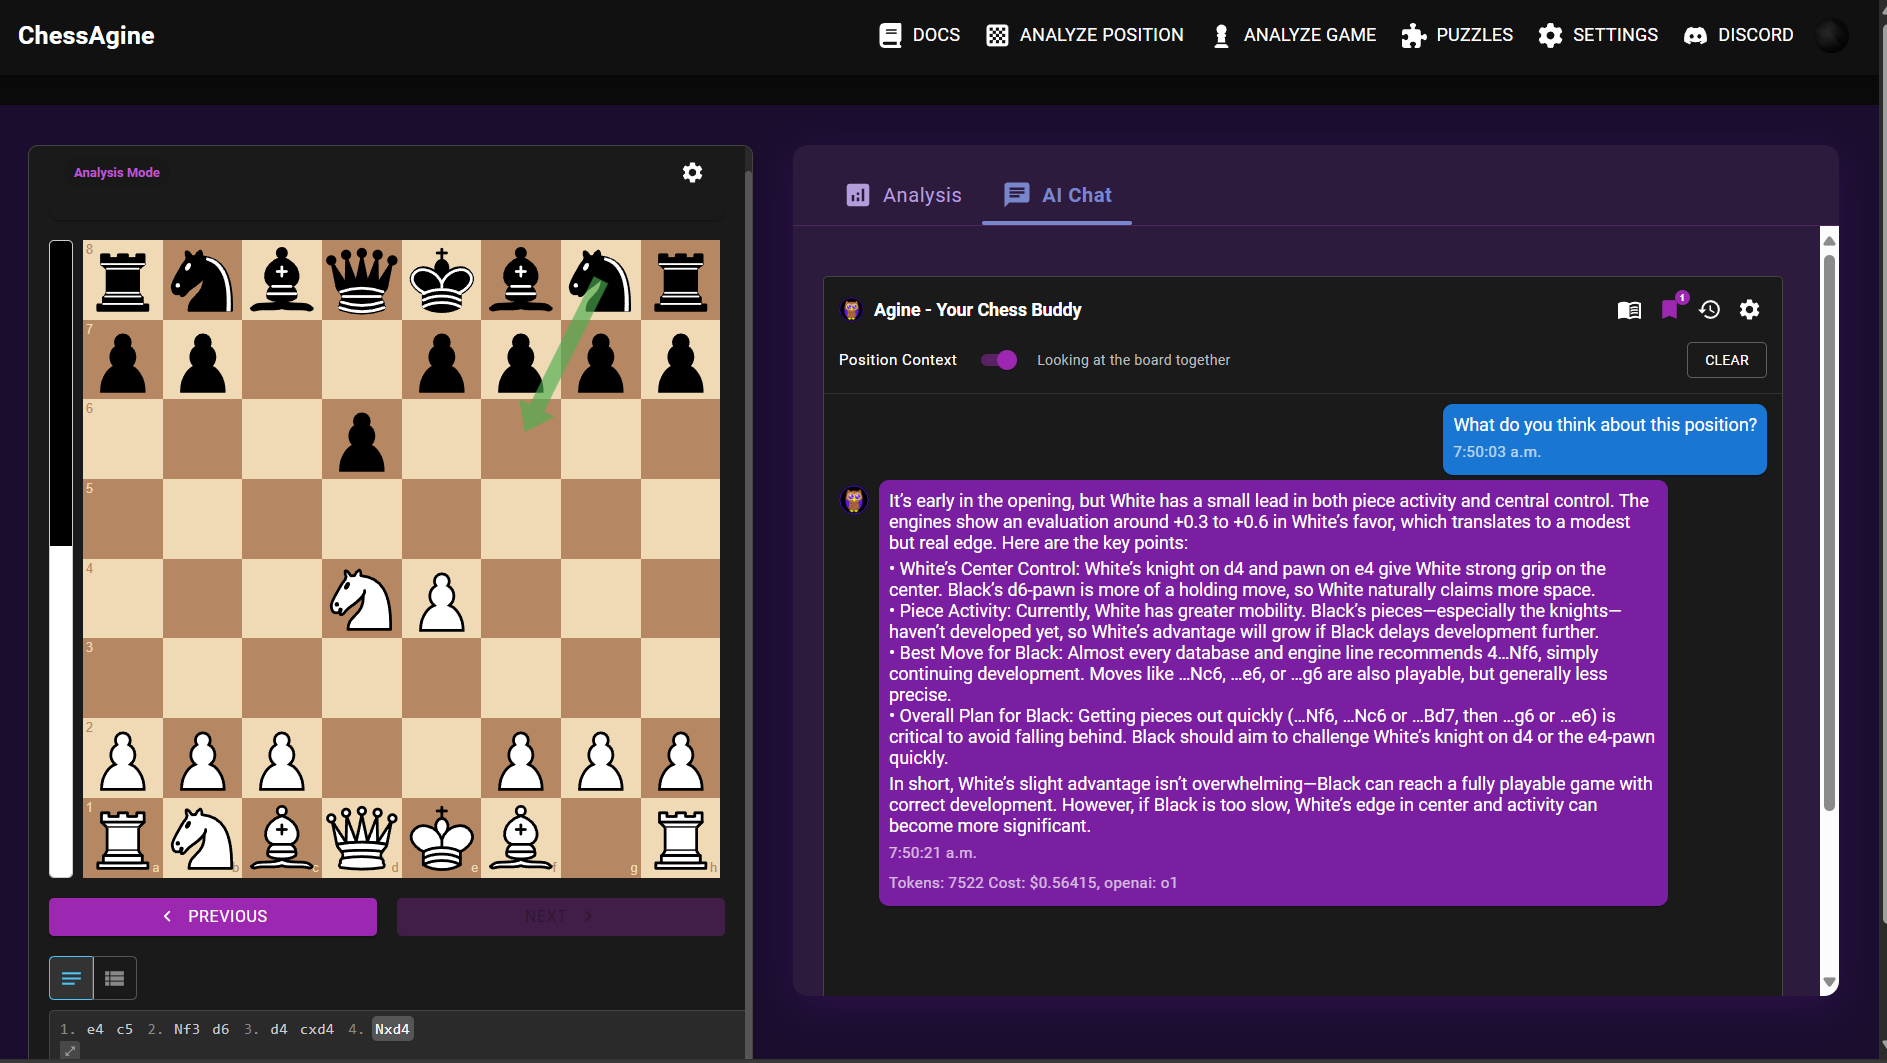 ChessAgine
DOCS
ANALYZE POSITION
ANALYZE GAME
PUZZLES
SETTINGS
DISCORD
Analysis Mode
8
7
6
5
4
3
2
1
a
b
c
d
e
f
g
h
PREVIOUS
NEXT
1. e4 c5 2. Nf3 d6 3. d4 cxd4 4. Nxd4
Analysis
AI Chat
Agine - Your Chess Buddy
1
Position Context
Looking at the board together
CLEAR
What do you think about this position?
7:50:03 a.m.
It’s early in the opening, but White has a small lead in both piece activity and central control. The
engines show an evaluation around +0.3 to +0.6 in White’s favor, which translates to a modest
but real edge. Here are the key points:
• White’s Center Control: White’s knight on d4 and pawn on e4 give White strong grip on the
center. Black’s d6-pawn is more of a holding move, so White naturally claims more space.
• Piece Activity: Currently, White has greater mobility. Black’s pieces—especially the knights—
haven’t developed yet, so White’s advantage will grow if Black delays development further.
• Best Move for Black: Almost every database and engine line recommends 4…Nf6, simply
continuing development. Moves like …Nc6, …e6, or …g6 are also playable, but generally less
precise.
• Overall Plan for Black: Getting pieces out quickly (…Nf6, …Nc6 or …Bd7, then …g6 or …e6) is
critical to avoid falling behind. Black should aim to challenge White’s knight on d4 or the e4-pawn
quickly.
In short, White’s slight advantage isn’t overwhelming—Black can reach a fully playable game with
correct development. However, if Black is too slow, White’s edge in center and activity can
become more significant.
7:50:21 a.m.
Tokens: 7522 Cost: $0.56415, openai: o1